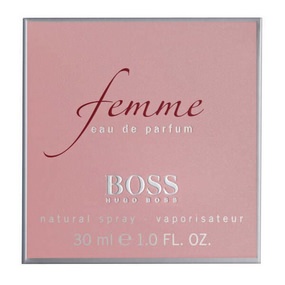 femme
eau de parfum
BOSS
HUGO BOSS
natural spray - vaporisateur
30 ml e 1.0 FL. OZ.